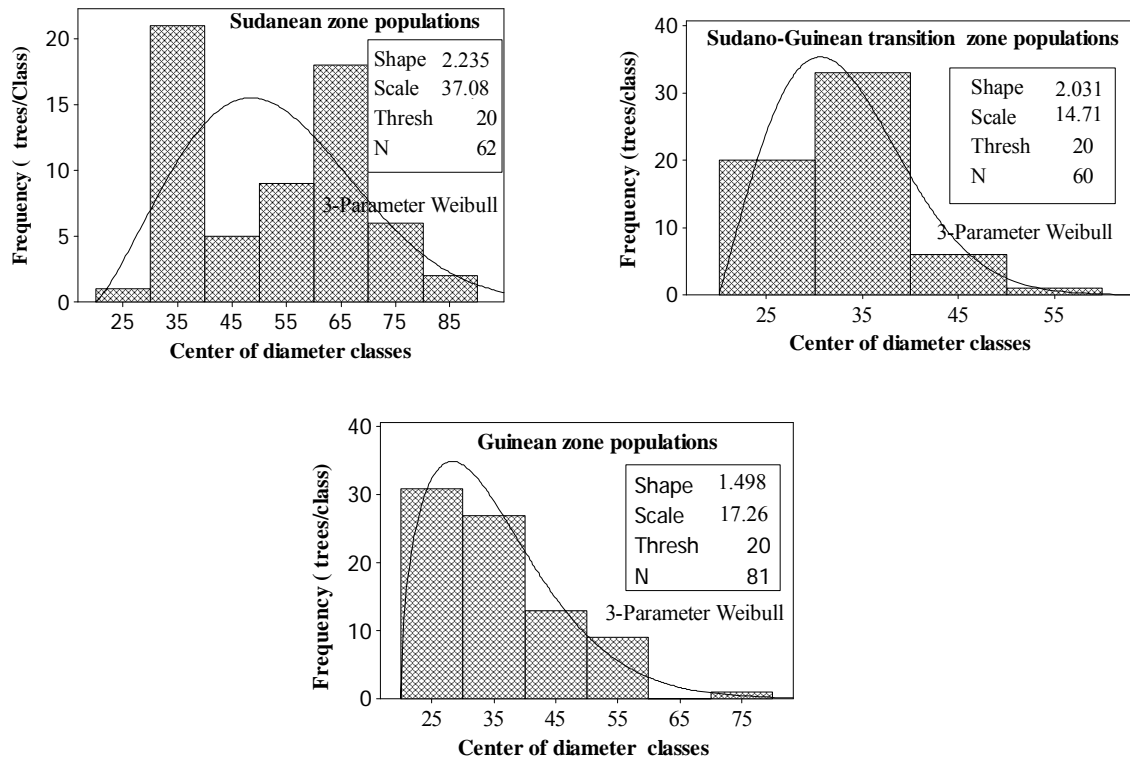 Sudanean zone populations
Frequency ( trees/Class)
20
15
10
5
0
Shape 2.235
Scale 37.08
Thresh 20
N 62
3-Parameter Weibull
25 35 45 55 65 75 85
Center of diameter classes
Sudano-Guinean transition zone populations
Frequency (trees/class)
40
30
20
10
0
Shape 2.031
Scale 14.71
Thresh 20
N 60
3-Parameter Weibull
25 35 45 55
Center of diameter classes
Guinean zone populations
Frequency ( trees/class)
40
30
20
10
0
Shape 1.498
Scale 17.26
Thresh 20
N 81
3-Parameter Weibull
25 35 45 55 65 75
Center of diameter classes